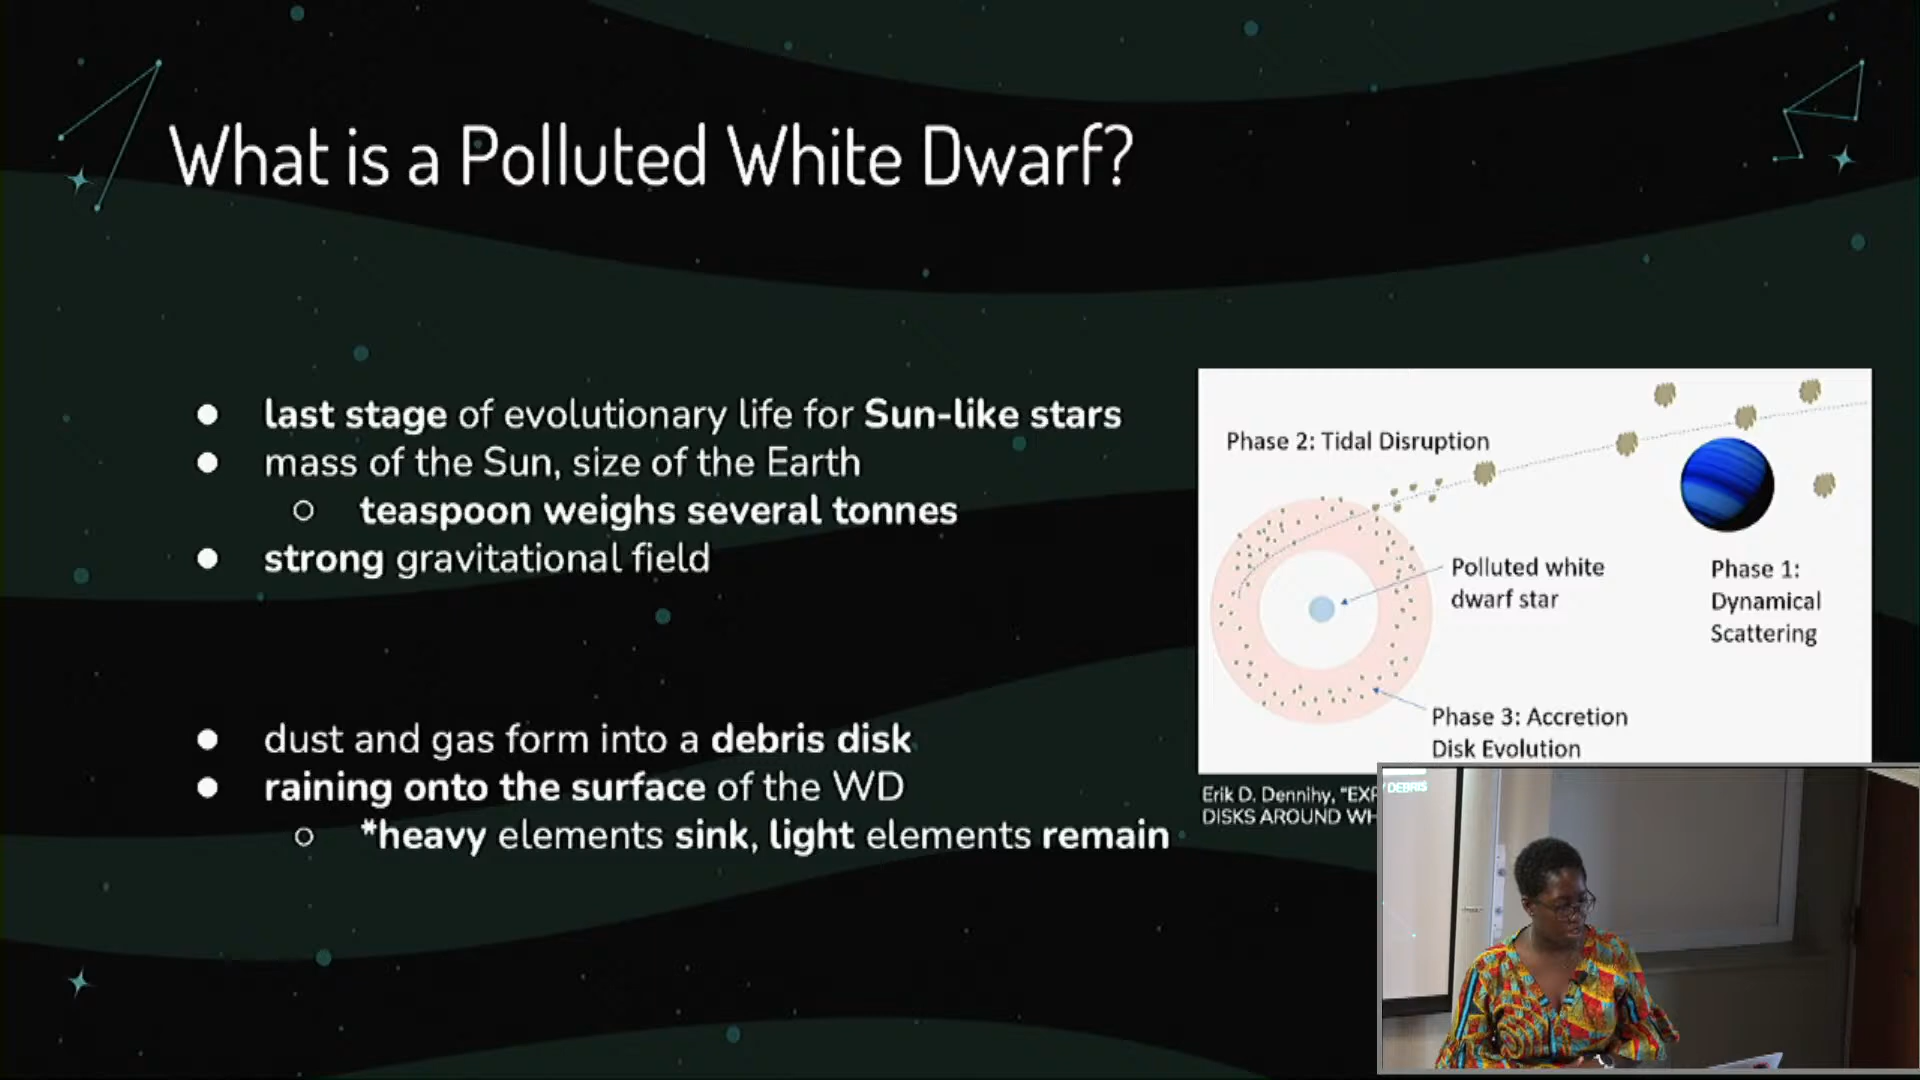 What is a Polluted White Dwarf?
● last stage of evolutionary life for Sun-like stars
● mass of the Sun, size of the Earth
○ teaspoon weighs several tonnes
● strong gravitational field
● dust and gas form into a debris disk
● raining onto the surface of the WD
○ *heavy elements sink, light elements remain
Phase 2: Tidal Disruption
Polluted white
dwarf star
Phase 1:
Dynamical
Scattering
Phase 3: Accretion
Disk Evolution
Erik D. Dennihy,
DISKS AROUND
DEBRIS